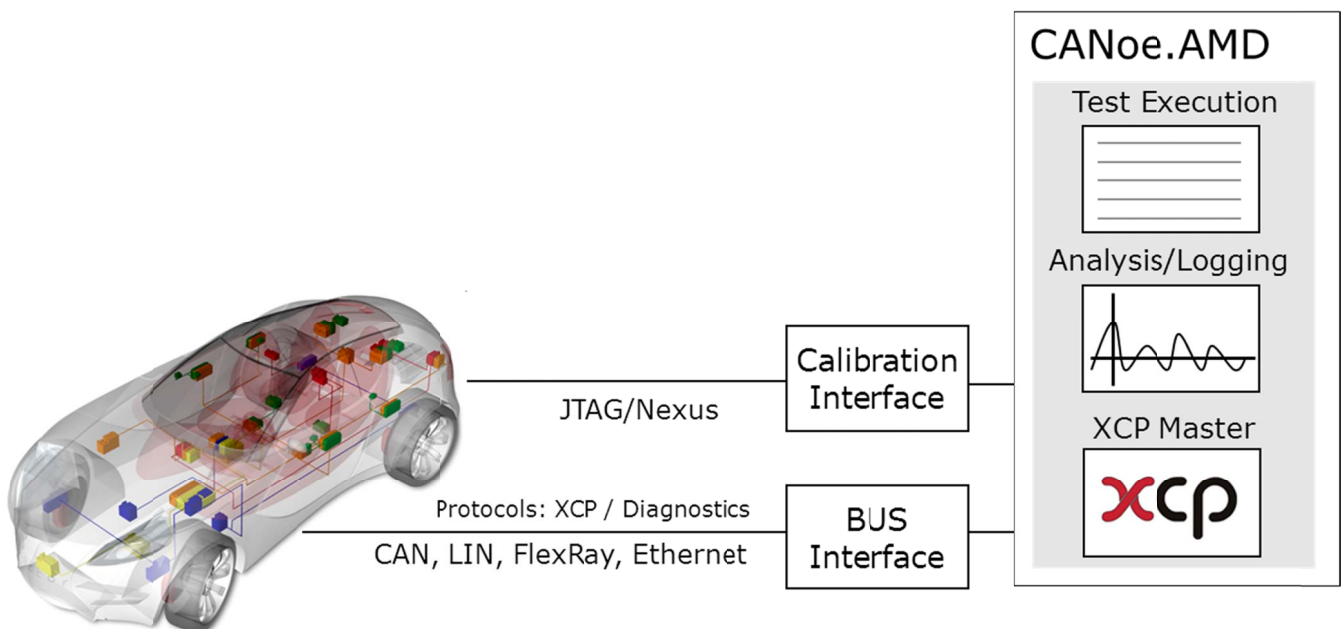 CANoe.AMD
Test Execution
Analysis/Logging
Calibration
Interface
JTAG/Nexus
XCP Master
xcp
Protocols: XCP / Diagnostics
BUS
Interface
CAN, LIN, FlexRay, Ethernet